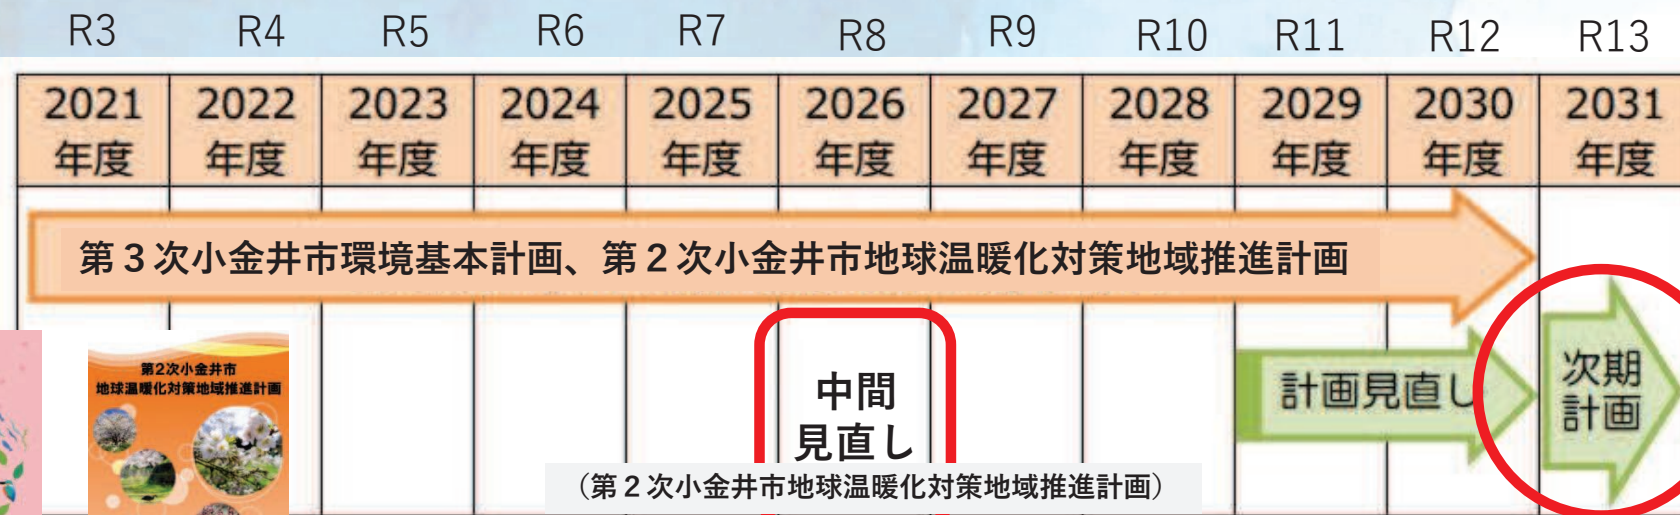 R3 R4 R5 R6 R7 R8 R9 R10 R11 R12 R13
2021 2022 2023 2024 2025 2026 2027 2028 2029 2030 2031
年度 年度 年度 年度 年度 年度 年度 年度 年度 年度 年度
第３次小金井市環境基本計画、第２次小金井市地球温暖化対策地域推進計画
第2次小金井市
地球温暖化対策地域推進計画
中間
見直し
（第２次小金井市地球温暖化対策地域推進計画）
計画見直し
次期
計画